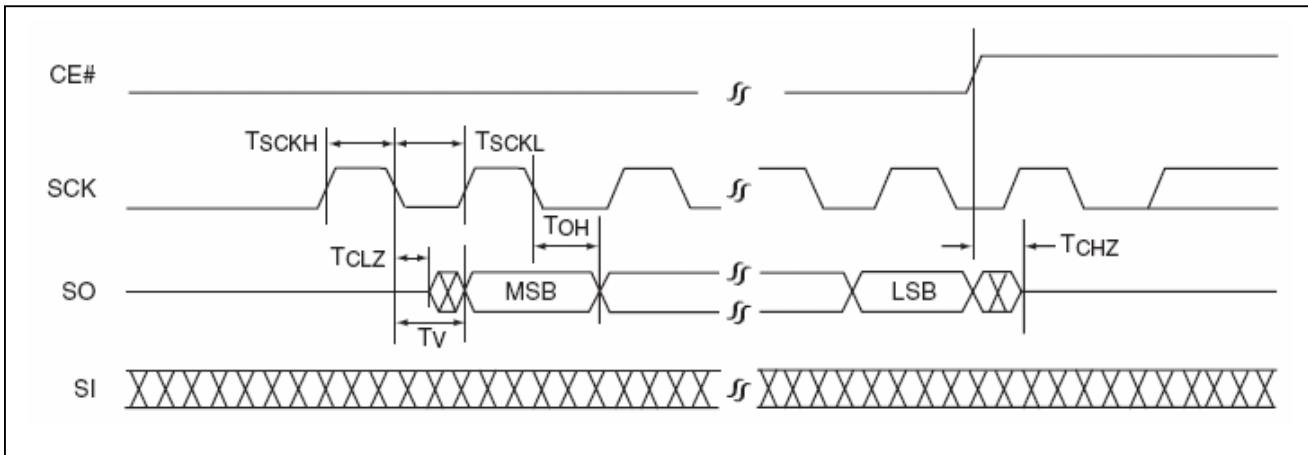 CE#
TSCKH
TSCKL
SCK
TOH
TCLZ
TCHZ
SO
MSB
LSB
TV
SI